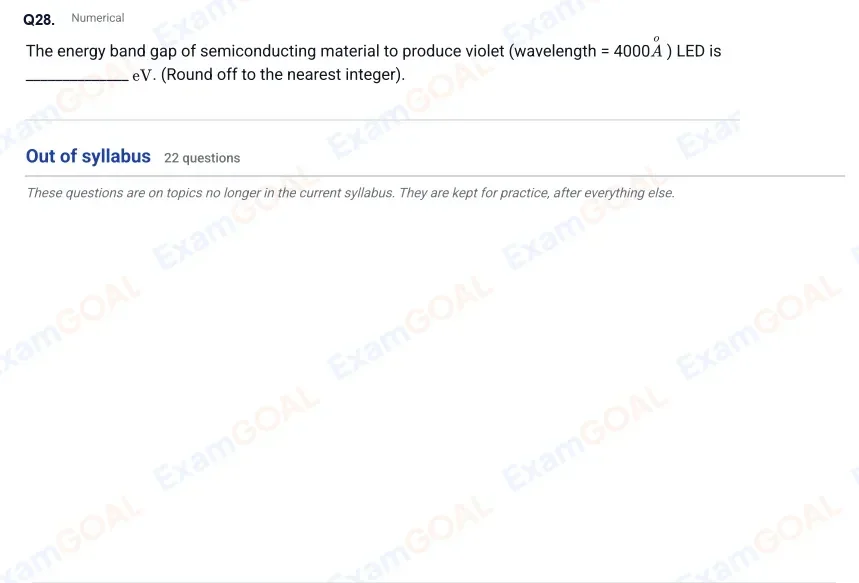 Q28. Numerical
The energy band gap of semiconducting material to produce violet (wavelength = 4000Å) LED is
____________ eV. (Round off to the nearest integer).
Out of syllabus 22 questions
These questions are on topics no longer in the current syllabus. They are kept for practice, after everything else.